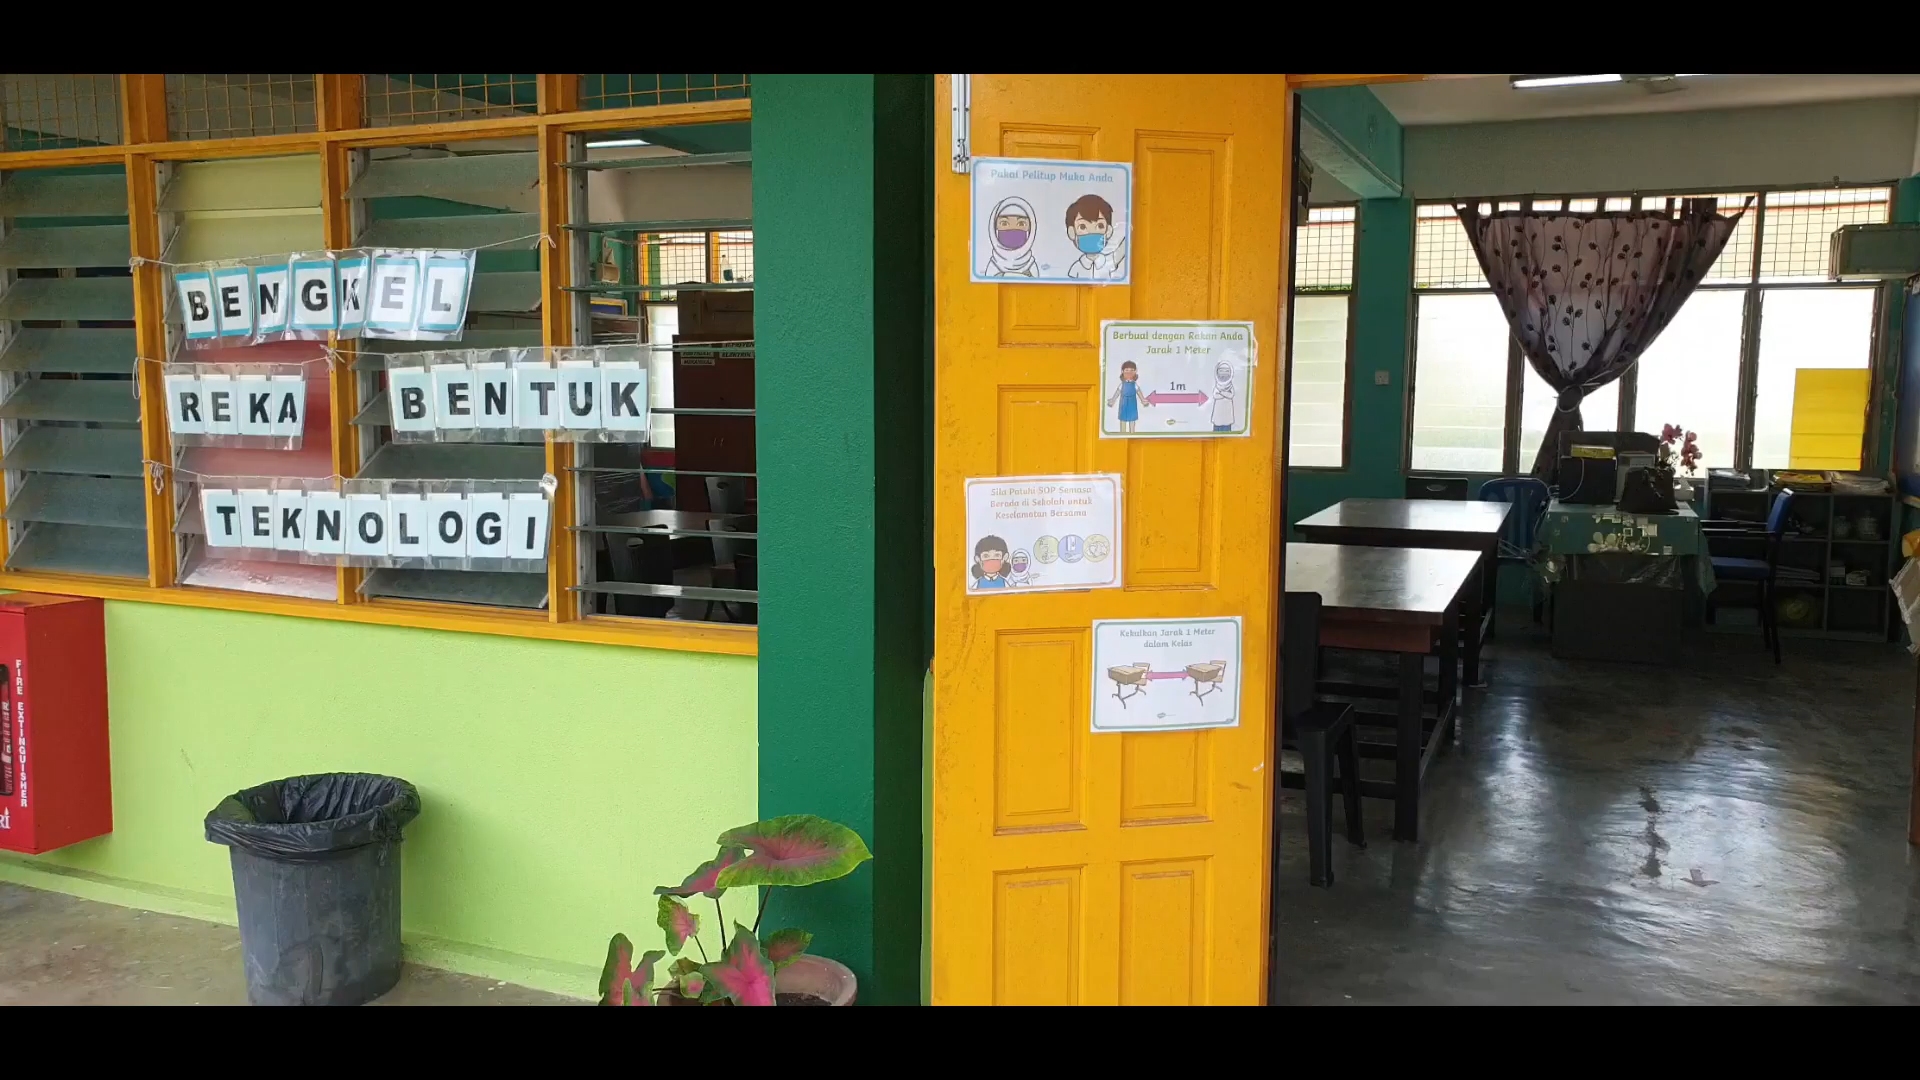 BENGKEL
REKA BENTUK
TEKNOLOGI
FIRE EXTINGUISHER
Pakai Pelitup Muka Anda
Berbual dengan Rakan Anda
Jarak 1 Meter
1m
Sila Patuhi SOP Semasa
Berada di Sekolah untuk
Keselamatan Bersama
Kekalkan Jarak 1 Meter
dalam Kelas